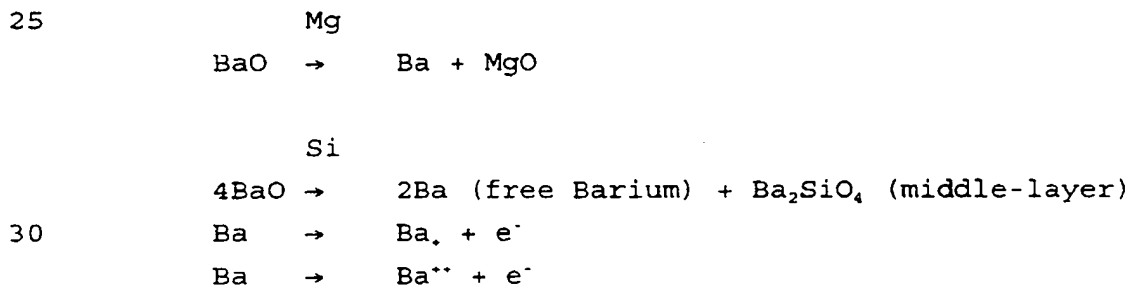 25 Mg
BaO → Ba + MgO
Si
4BaO → 2Ba (free Barium) + Ba₂SiO₄ (middle-layer)
30 Ba → Ba₊ + e⁻
Ba → Ba⁺⁺ + e⁻